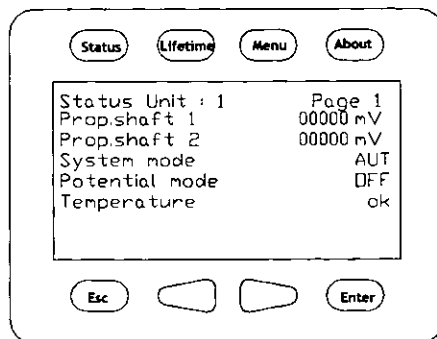 Status Lifetime Menu About
Status Unit : 1 Page 1
Prop.shaft 1 00000 mV
Prop.shaft 2 00000 mV
System mode AUT
Potential mode OFF
Temperature ok
Esc Enter